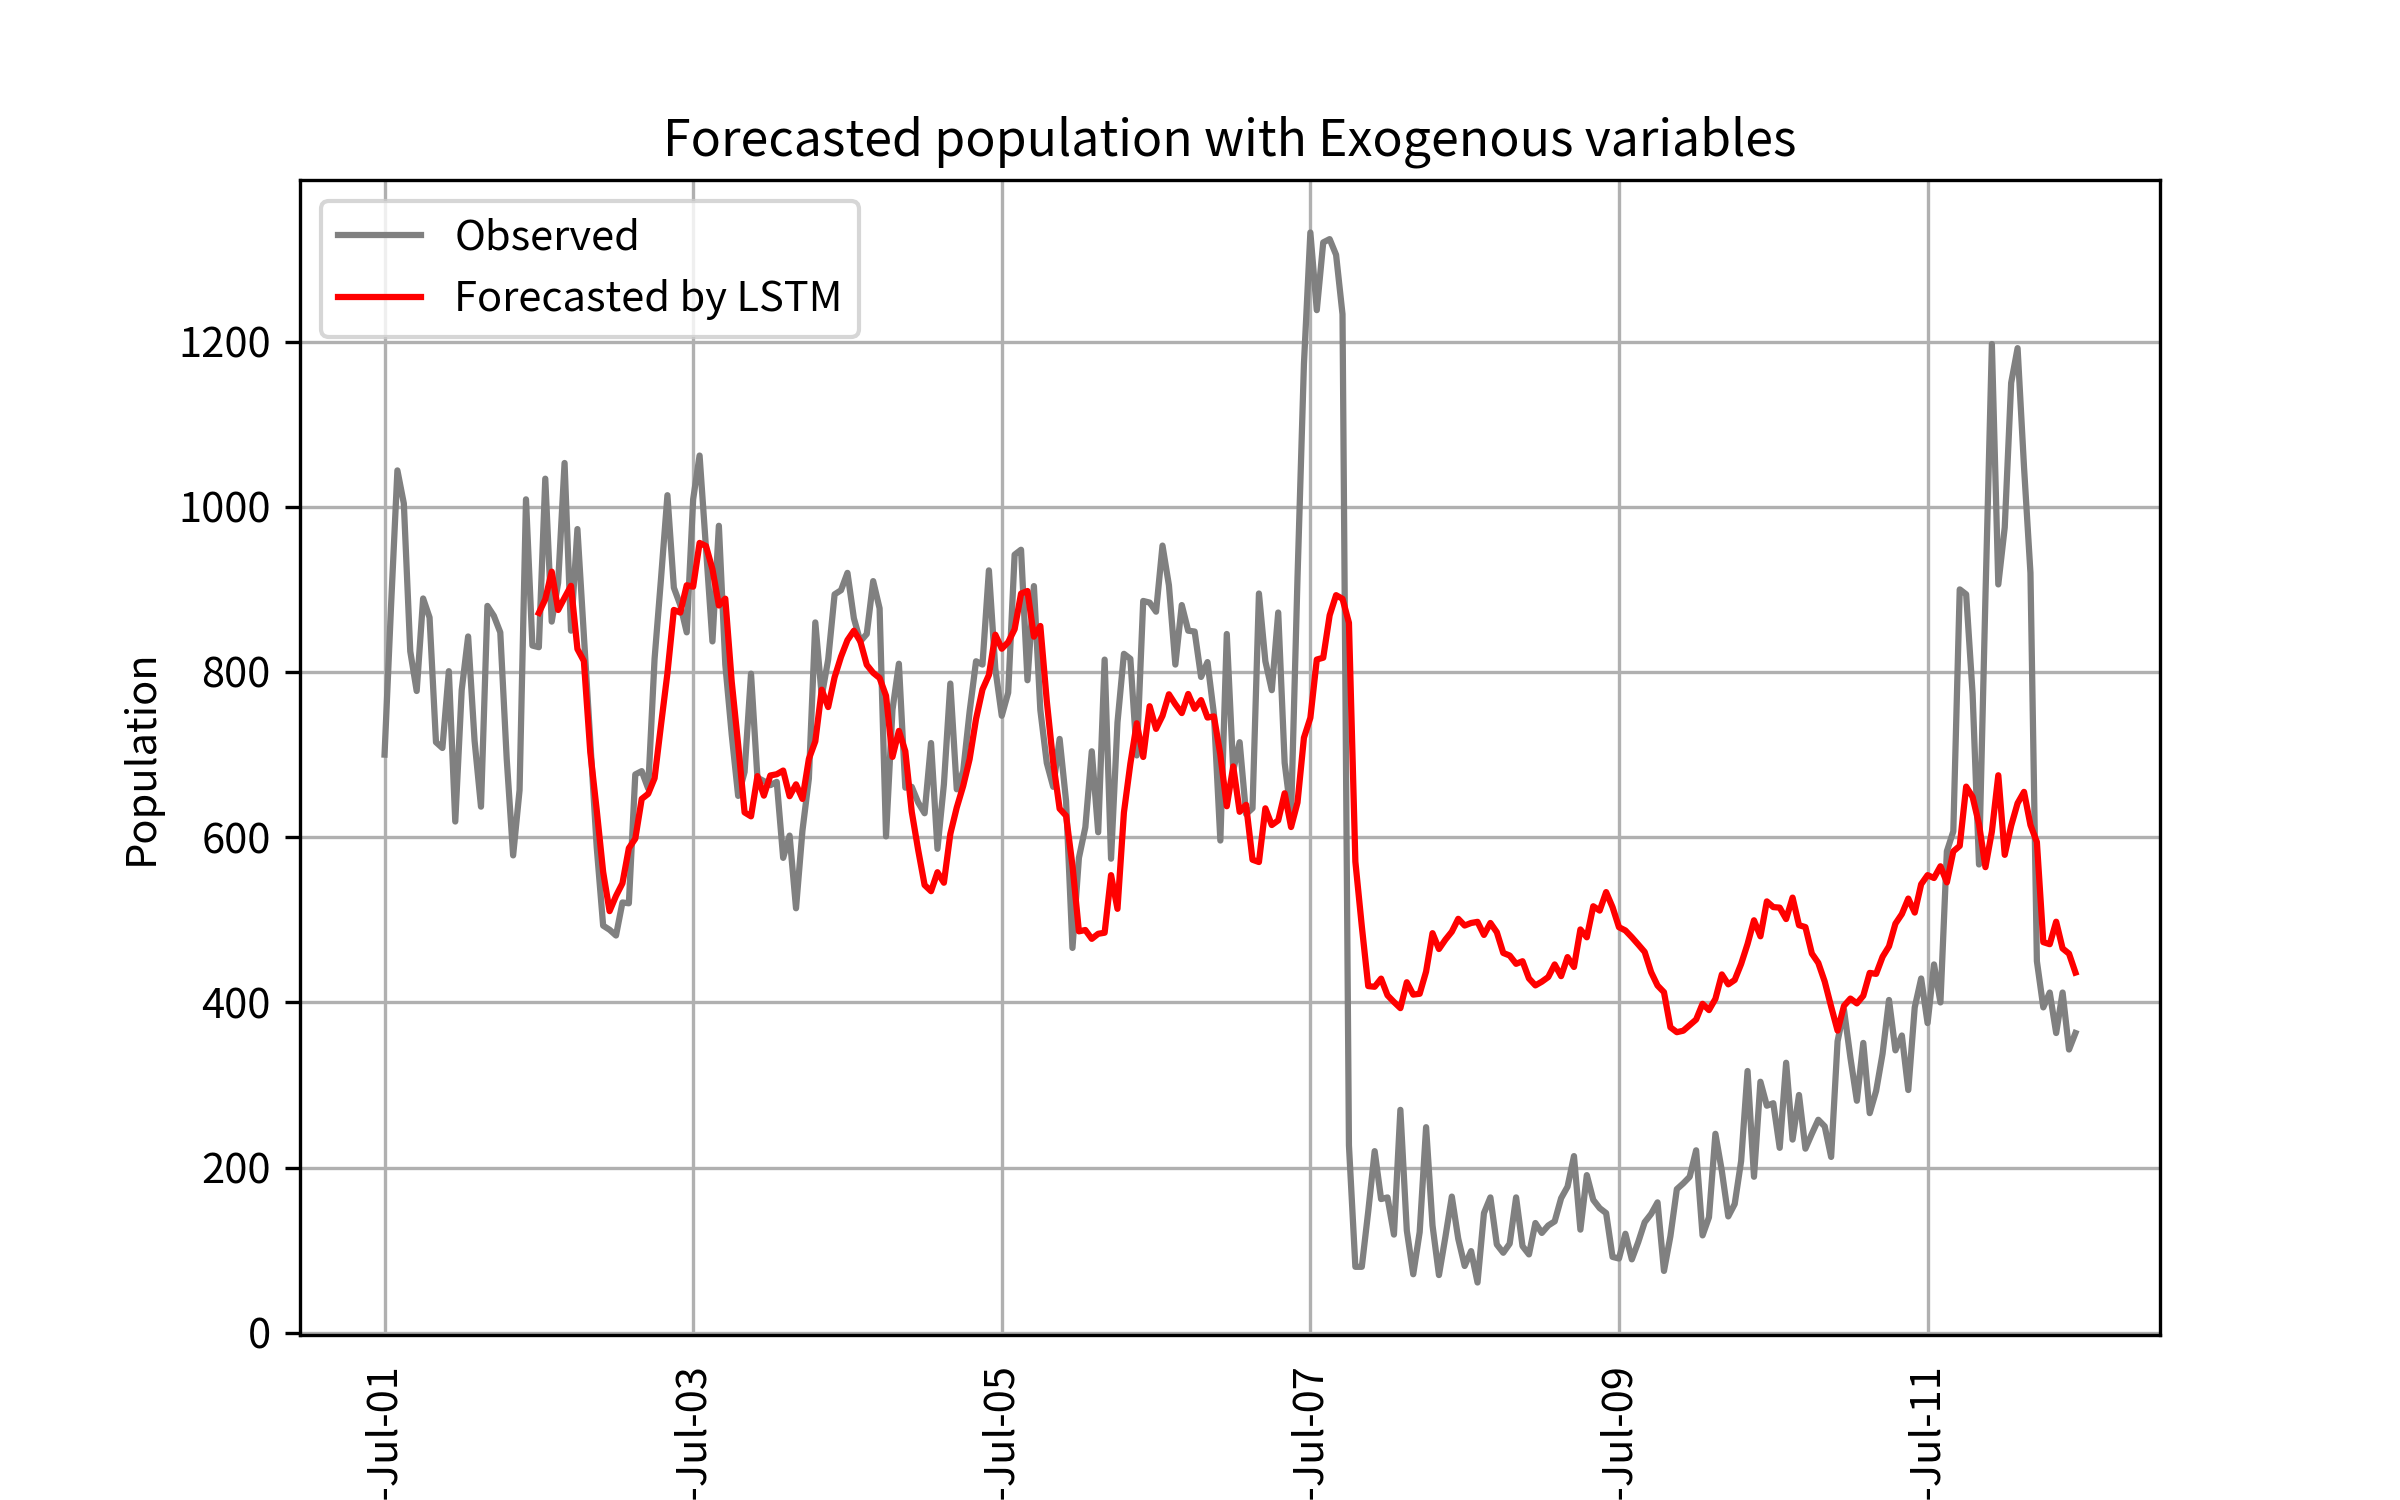 Forecasted population with Exogenous variables
Observed
Forecasted by LSTM
Population
1200
1000
800
600
400
200
0
-Jul-01
-Jul-03
-Jul-05
-Jul-07
-Jul-09
-Jul-11